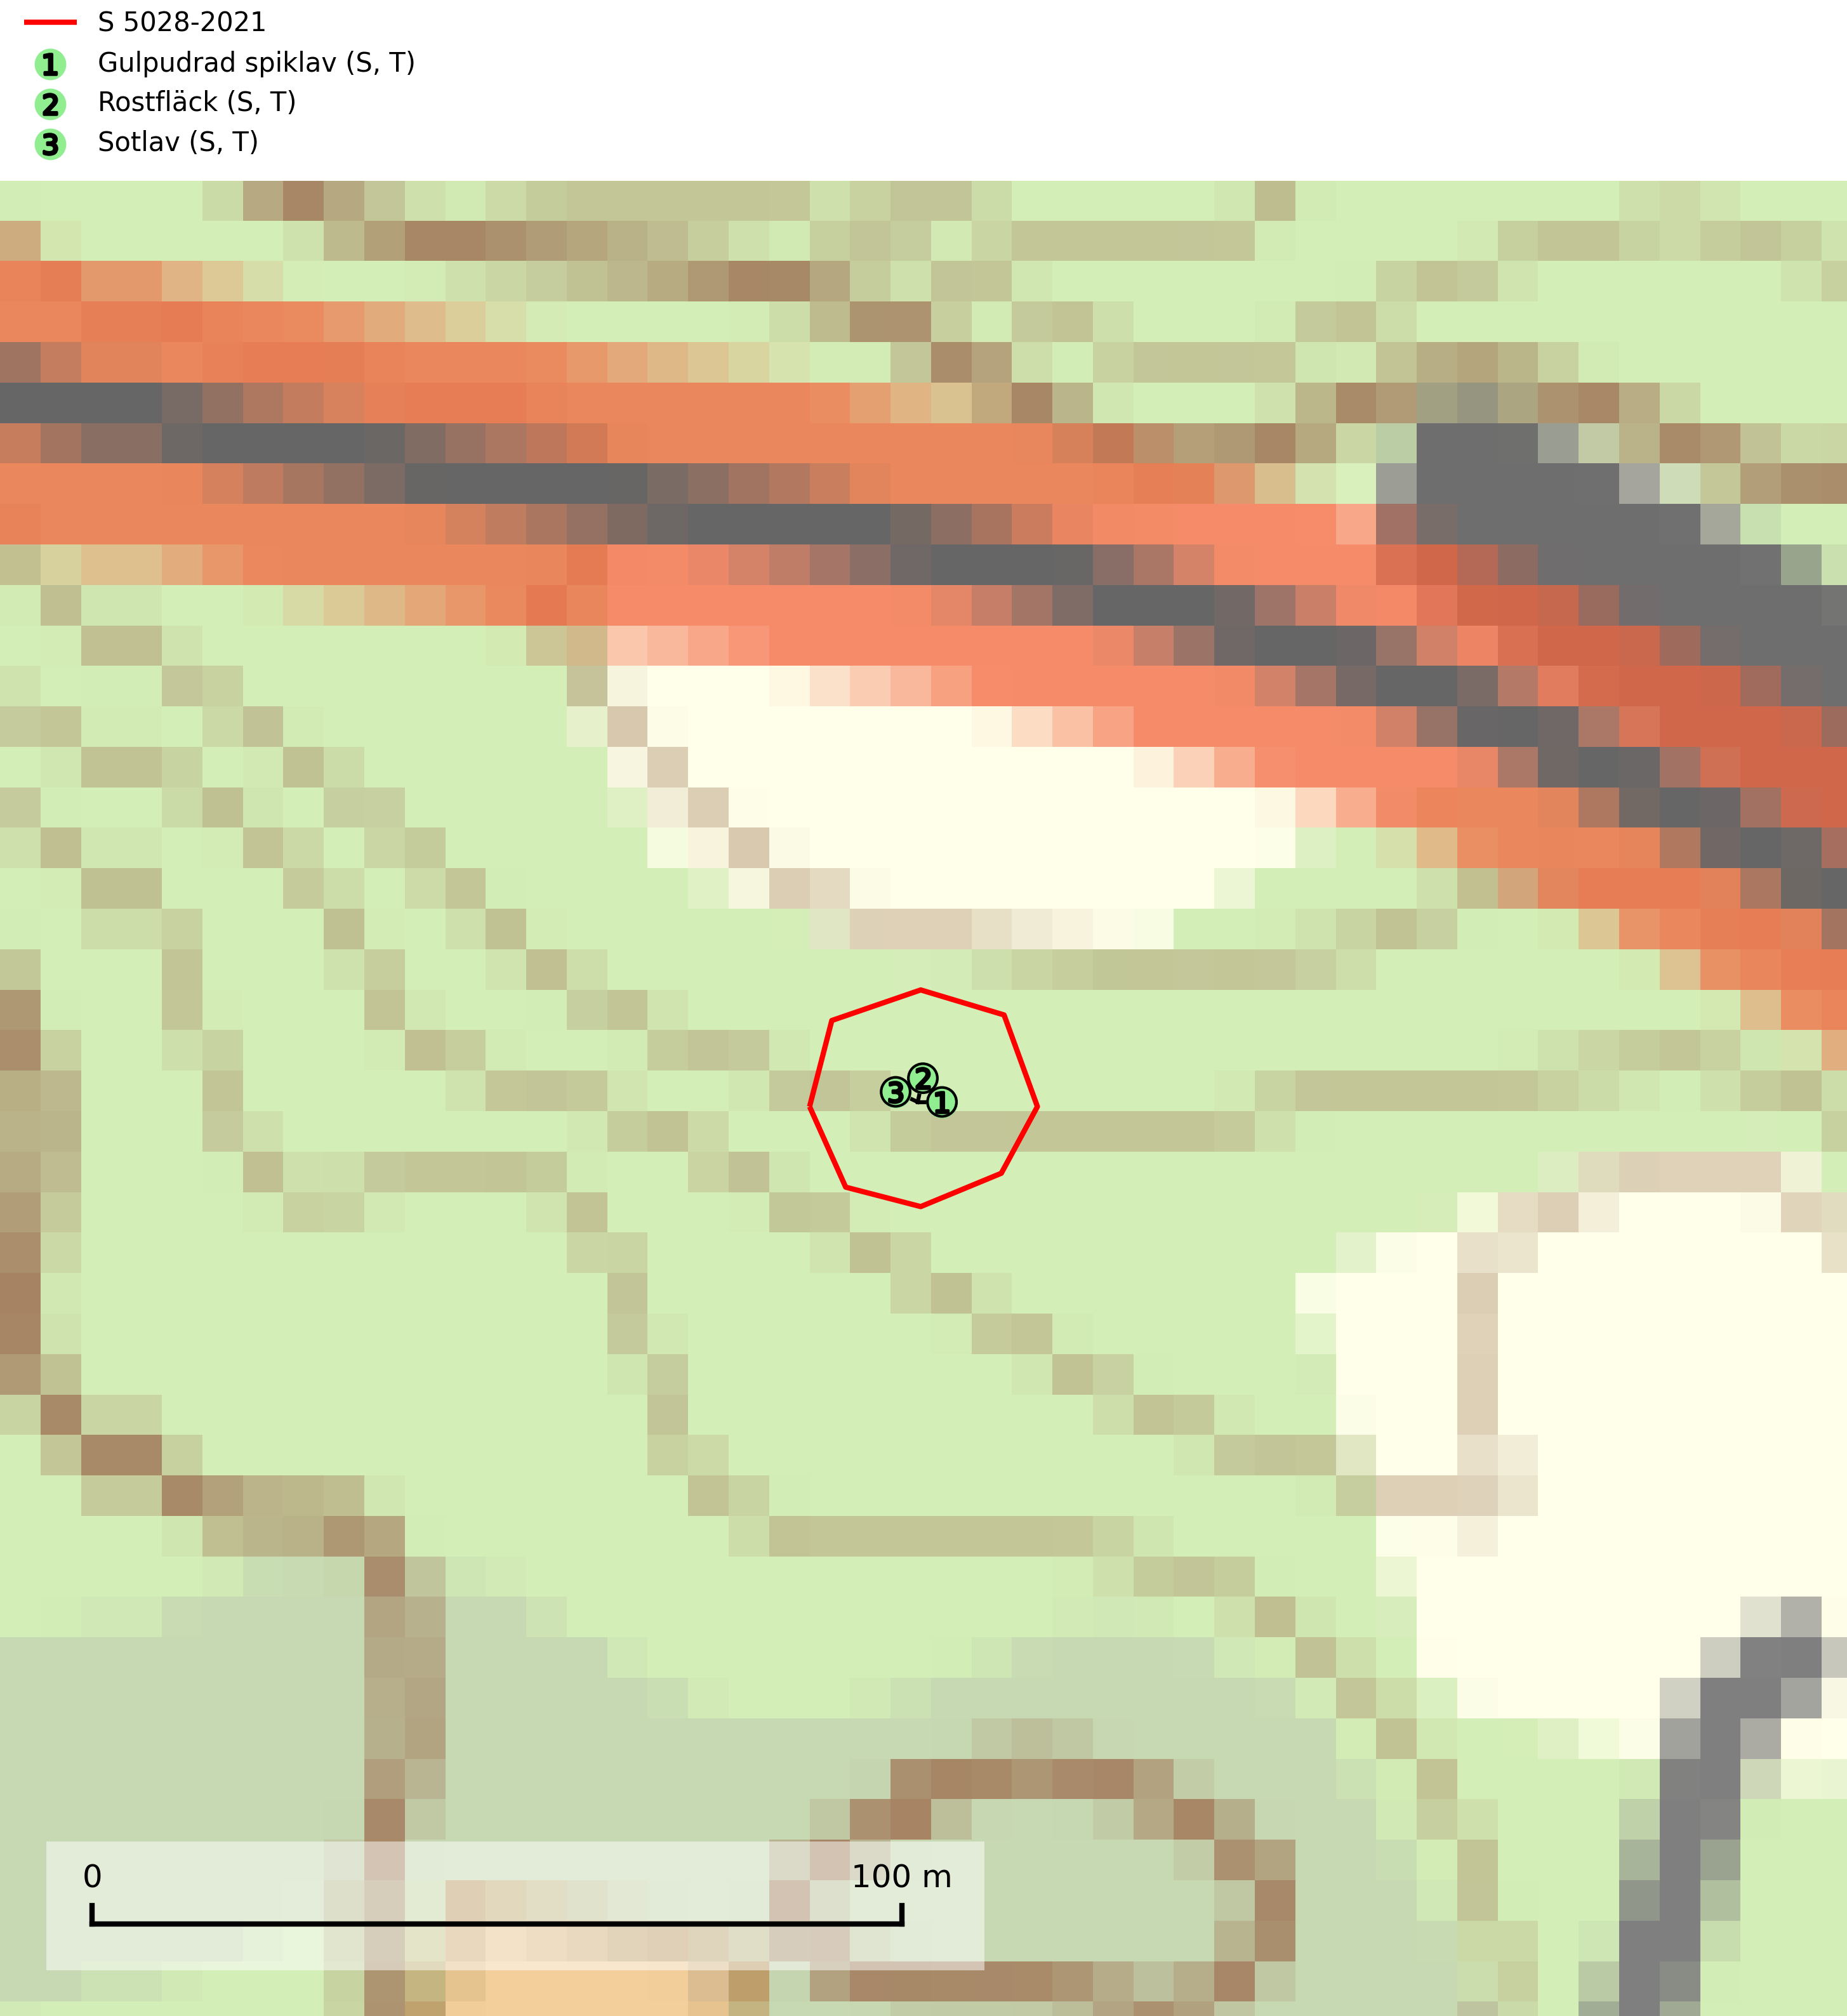 S 5028-2021
1 Gulpudrad spiklav (S, T)
2 Rostfläck (S, T)
3 Sotlav (S, T)
2
3
1
0 100 m